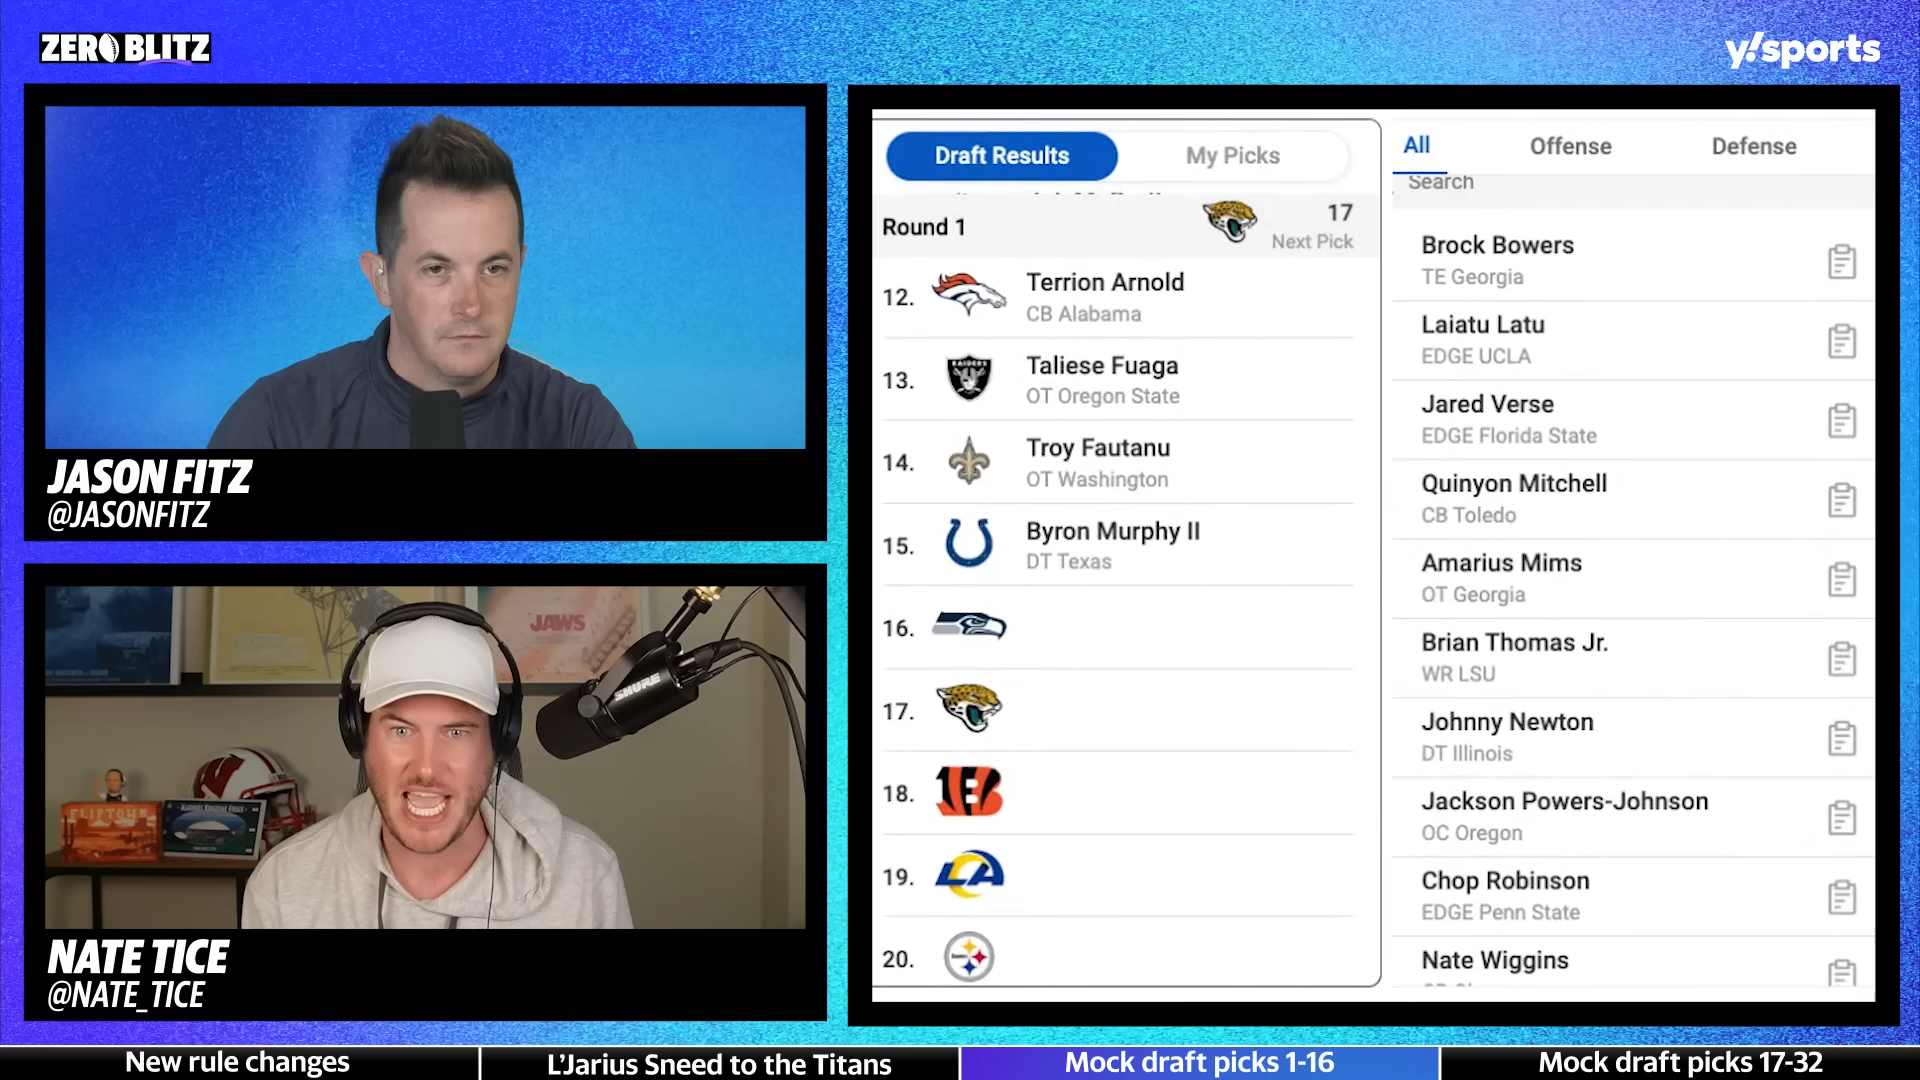 ZERO BLITZ
y!sports
JASON FITZ
@JASONFITZ
JAWS
SHURE
FLIPTOWN
NATE TICE
@NATE_TICE
Draft Results
My Picks
Round 1
17
Next Pick
12.
Terrion Arnold
CB Alabama
13.
RAIDERS
Taliese Fuaga
OT Oregon State
14.
Troy Fautanu
OT Washington
15.
Byron Murphy II
DT Texas
16.
17.
18.
19.
LA
20.
All
Offense
Defense
Search
Brock Bowers
TE Georgia
Laiatu Latu
EDGE UCLA
Jared Verse
EDGE Florida State
Quinyon Mitchell
CB Toledo
Amarius Mims
OT Georgia
Brian Thomas Jr.
WR LSU
Johnny Newton
DT Illinois
Jackson Powers-Johnson
OC Oregon
Chop Robinson
EDGE Penn State
Nate Wiggins
New rule changes
L'Jarius Sneed to the Titans
Mock draft picks 1-16
Mock draft picks 17-32